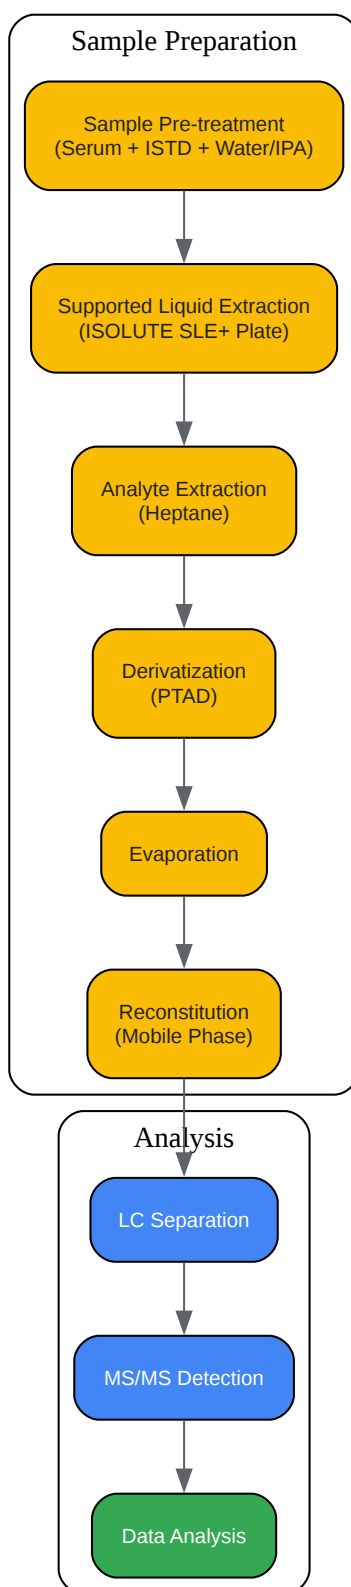 Sample Preparation
Sample Pre-treatment
(Serum + ISTD + Water/IPA)
Supported Liquid Extraction
(ISOLUTE SLE+ Plate)
Analyte Extraction
(Heptane)
Derivatization
(PTAD)
Evaporation
Reconstitution
(Mobile Phase)
Analysis
LC Separation
MS/MS Detection
Data Analysis